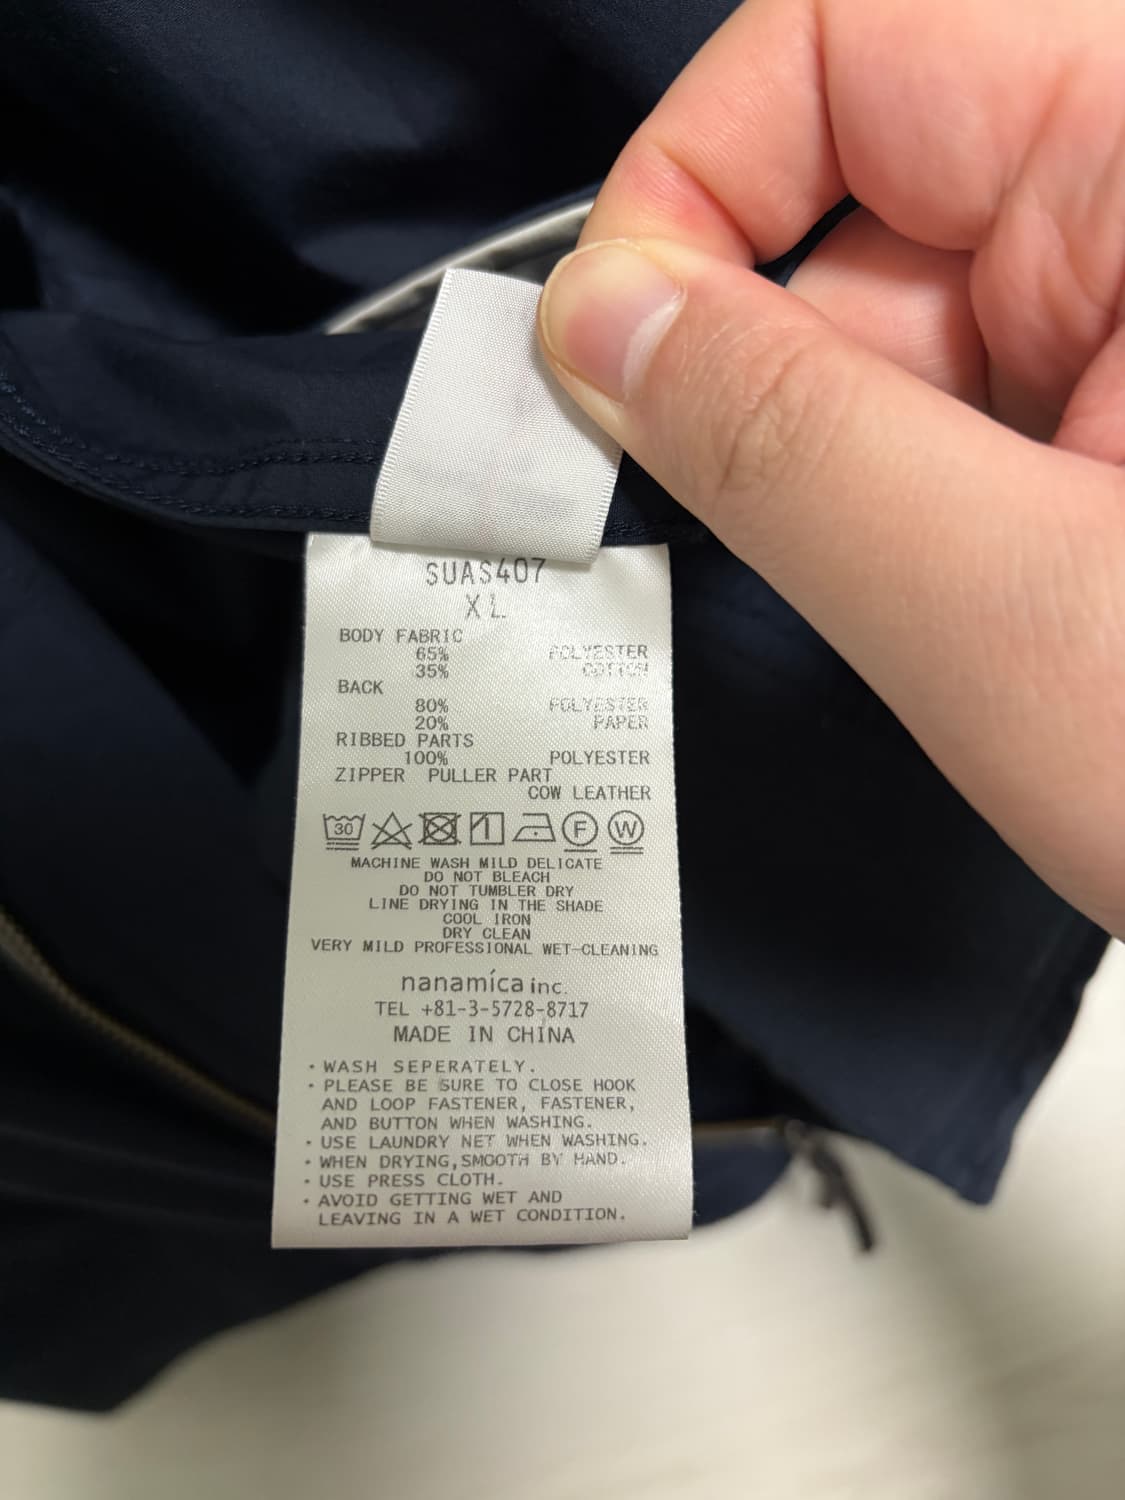 SUAS407
XL
BODY FABRIC
65% POLYESTER
35% COTTON
BACK
80% POLYESTER
20% PAPER
RIBBED PARTS
100% POLYESTER
ZIPPER PULLER PART
COW LEATHER
30 F W
MACHINE WASH MILD DELICATE
DO NOT BLEACH
DO NOT TUMBLER DRY
LINE DRYING IN THE SHADE
COOL IRON
DRY CLEAN
VERY MILD PROFESSIONAL WET-CLEANING
nanamíca inc.
TEL +81-3-5728-8717
MADE IN CHINA
・WASH SEPERATELY.
・PLEASE BE SURE TO CLOSE HOOK
AND LOOP FASTENER, FASTENER,
AND BUTTON WHEN WASHING.
・USE LAUNDRY NET WHEN WASHING.
・WHEN DRYING,SMOOTH BY HAND.
・USE PRESS CLOTH.
・AVOID GETTING WET AND
LEAVING IN A WET CONDITION.